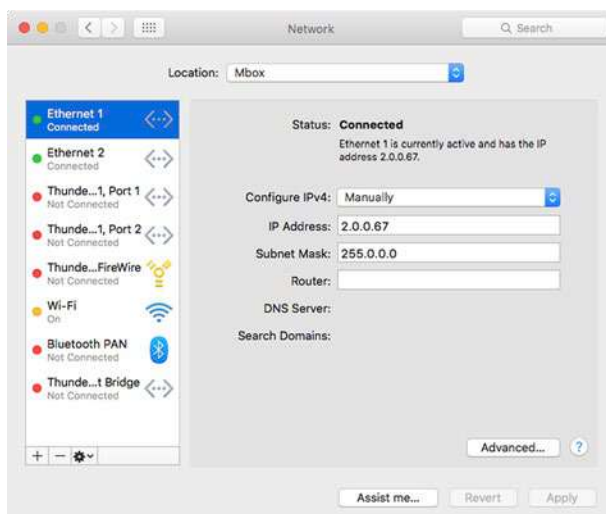 Network
Search
Location: Mbox
Ethernet 1
Connected
Ethernet 2
Connected
Thunde...1, Port 1
Not Connected
Thunde...1, Port 2
Not Connected
Thunde...FireWire
Not Connected
Wi-Fi
On
Bluetooth PAN
Not Connected
Thunde...t Bridge
Not Connected
Status: Connected
Ethernet 1 is currently active and has the IP
address 2.0.0.67.
Configure IPv4: Manually
IP Address: 2.0.0.67
Subnet Mask: 255.0.0.0
Router:
DNS Server:
Search Domains:
Advanced...
?
Assist me...
Revert
Apply